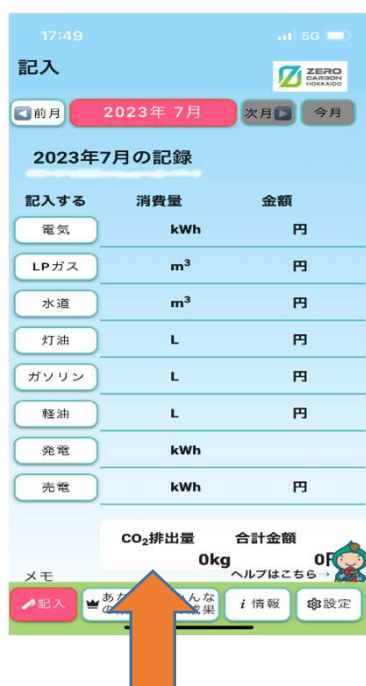 17:49 5G
記入
ZERO CARBON HOKKAIDO
前月 2023年 7月 次月 今月
2023年7月の記録
記入する 消費量 金額
電気 kWh 円
LPガス m³ 円
水道 m³ 円
灯油 L 円
ガソリン L 円
軽油 L 円
発電 kWh
売電 kWh 円
CO₂排出量 合計金額
0kg 0円
メモ ヘルプはこちら→
記入 i 情報 設定